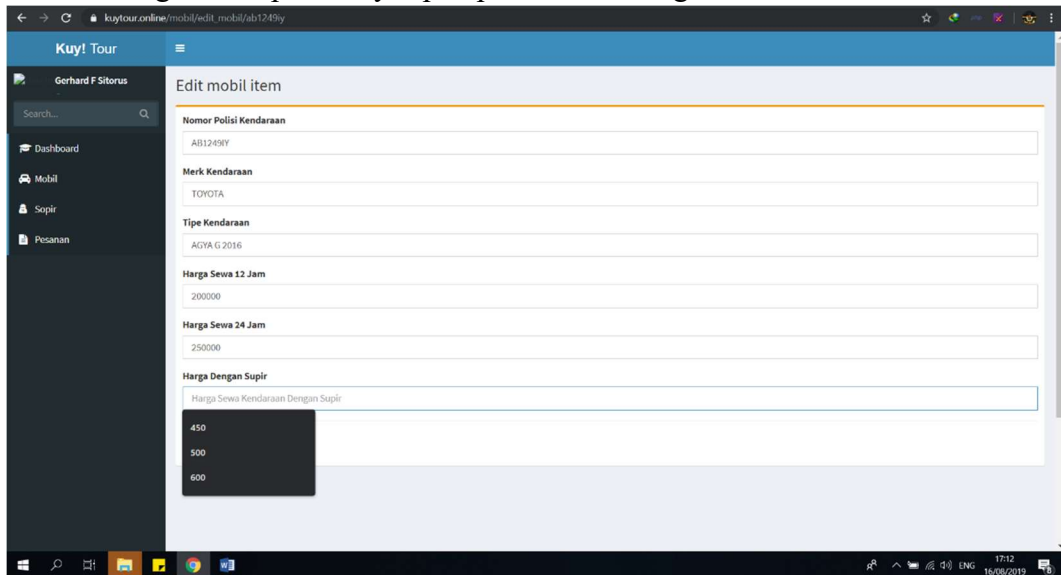 kuytour.online/mobil/edit_mobil/ab1249iy
Kuy! Tour
Gerhard F Sitorus
Search...
Dashboard
Mobil
Sopir
Pesanan
Edit mobil item
Nomor Polisi Kendaraan
AB1249IY
Merk Kendaraan
TOYOTA
Tipe Kendaraan
AGYA G 2016
Harga Sewa 12 Jam
200000
Harga Sewa 24 Jam
250000
Harga Dengan Supir
Harga Sewa Kendaraan Dengan Supir
450
500
600
ENG
17:12
16/08/2019